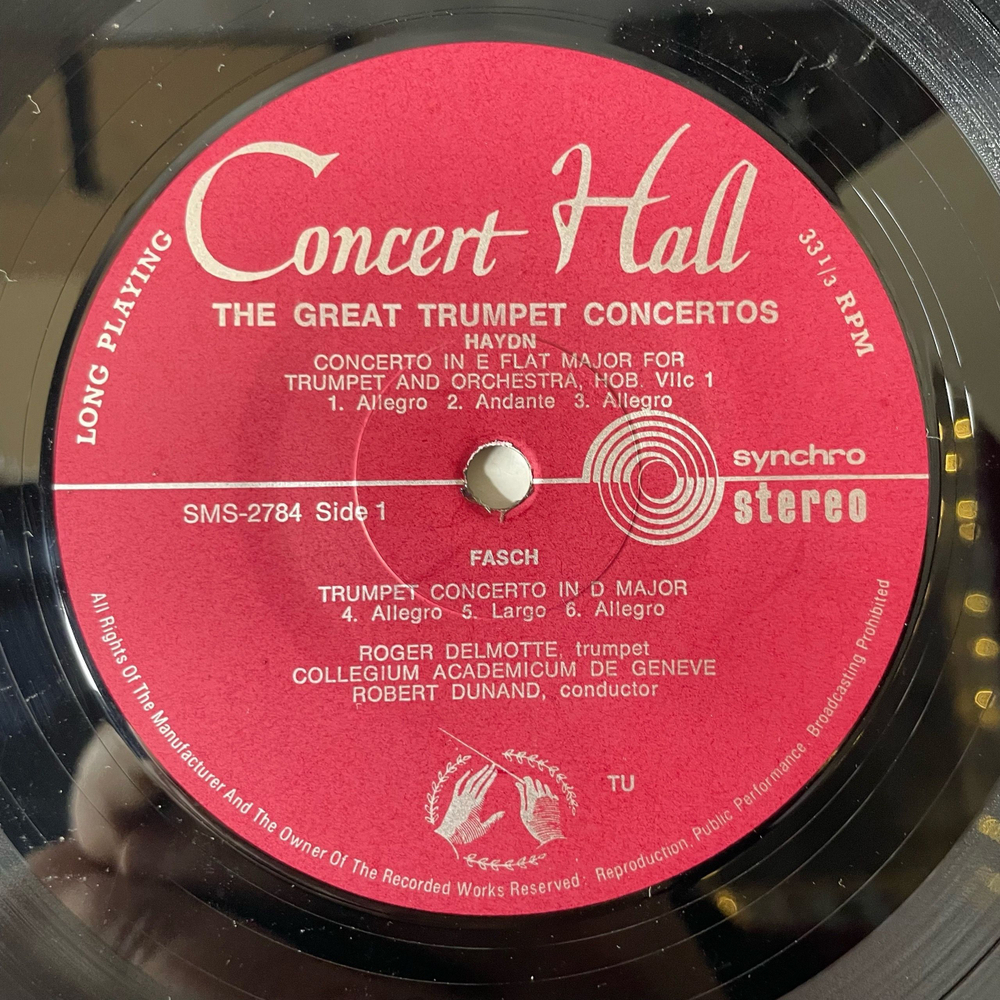 Concert Hall
LONG PLAYING
33 1/3 RPM
THE GREAT TRUMPET CONCERTOS
HAYDN
CONCERTO IN E FLAT MAJOR FOR
TRUMPET AND ORCHESTRA, HOB. VIIc 1
1. Allegro 2. Andante 3. Allegro
synchro
stereo
SMS-2784 Side 1
FASCH
TRUMPET CONCERTO IN D MAJOR
4. Allegro 5. Largo 6. Allegro
ROGER DELMOTTE, trumpet
COLLEGIUM ACADEMICUM DE GENEVE
ROBERT DUNAND, conductor
TU
All Rights Of The Manufacturer And The Owner Of The Recorded Works Reserved. Reproduction, Public Performance, Broadcasting Prohibited